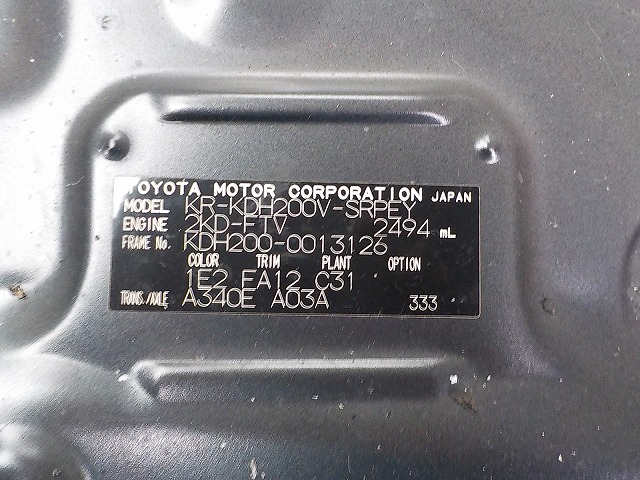 TOYOTA MOTOR CORPORATION JAPAN
MODEL KR-KDH200V-SRPEY
ENGINE 2KD-FTV 2494 mL
FRAME No. KDH200-0013126
COLOR TRIM PLANT OPTION
1E2 FA12 C31
TRANS./AXLE A340E A03A 333